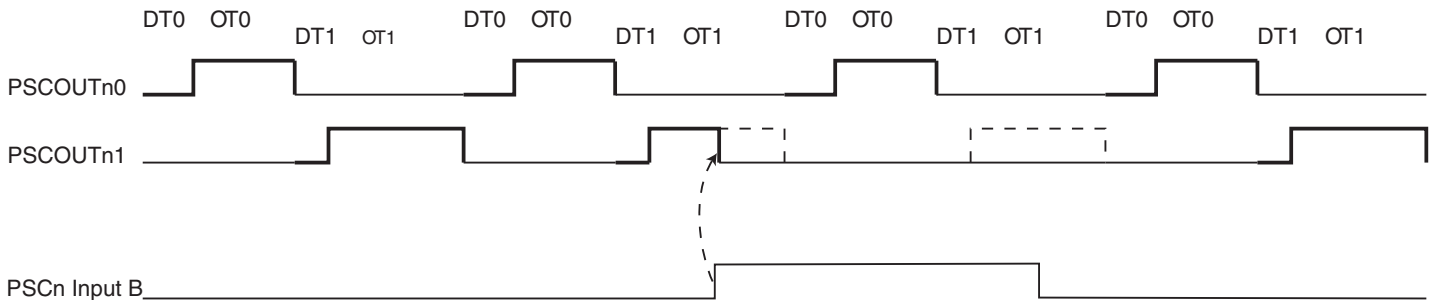 DT0 OT0 DT0 OT0 DT0 OT0 DT0 OT0
DT1 OT1 DT1 OT1 DT1 OT1 DT1 OT1
PSCOUTn0
PSCOUTn1
PSCn Input B